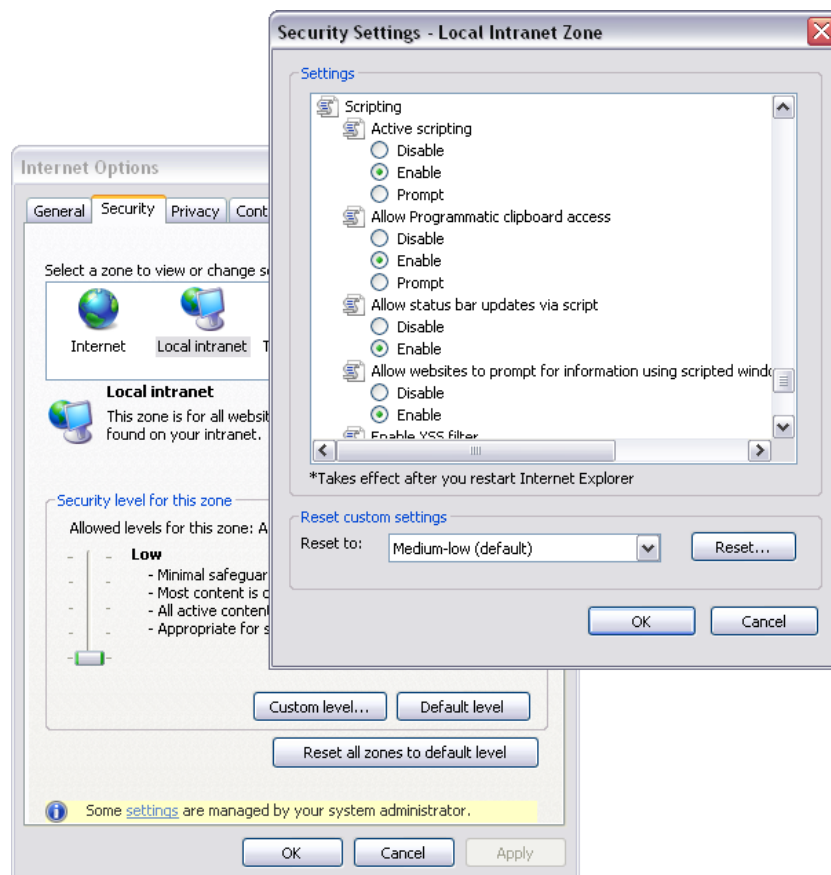 Security Settings - Local Intranet Zone
Settings
Scripting
Active scripting
Disable
Enable
Prompt
Allow Programmatic clipboard access
Disable
Enable
Prompt
Allow status bar updates via script
Disable
Enable
Allow websites to prompt for information using scripted
Disable
Enable
Enable XSS filter
*Takes effect after you restart Internet Explorer
Reset custom settings
Reset to: Medium-low (default) Reset...
OK Cancel
Internet Options
General Security Privacy Cont
Select a zone to view or change
Internet Local intranet T
Local intranet
This zone is for all
found on your intranet.
Security level for this zone
Allowed levels for this zone: A
Low
- Minimal
- Most content is
- All active
- Appropriate for
Custom level... Default level
Reset all zones to default level
Some settings are managed by your system administrator.
OK Cancel Apply